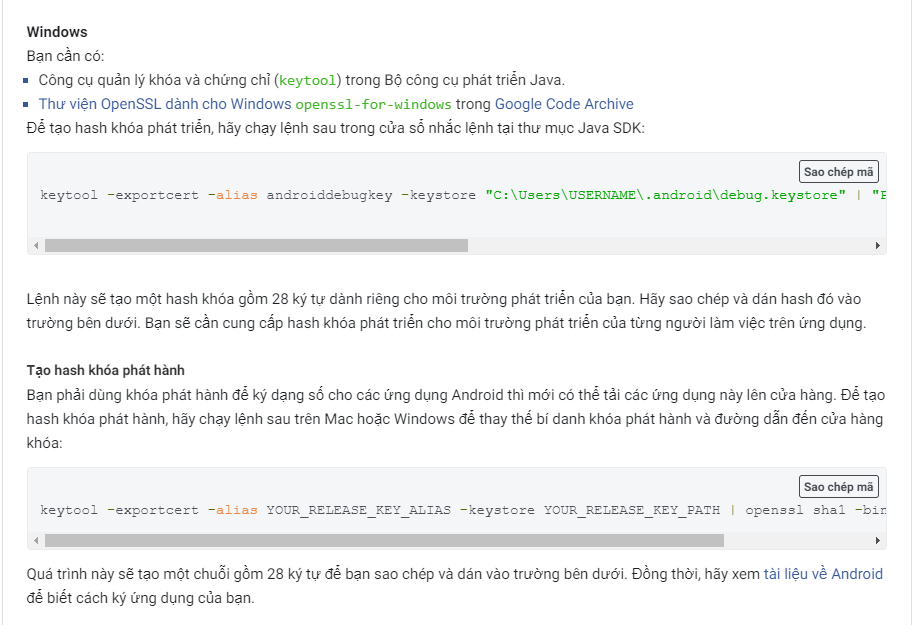 Windows
Bạn cần có:
Công cụ quản lý khóa và chứng chỉ (keytool) trong Bộ công cụ phát triển Java.
Thư viện OpenSSL dành cho Windows openssl-for-windows trong Google Code Archive
Để tạo hash khóa phát triển, hãy chạy lệnh sau trong cửa sổ nhắc lệnh tại thư mục Java SDK:
Sao chép mã
keytool -exportcert -alias androiddebugkey -keystore "C:\Users\USERNAME\.android\debug.keystore" | "
Lệnh này sẽ tạo một hash khóa gồm 28 ký tự dành riêng cho môi trường phát triển của bạn. Hãy sao chép và dán hash đó vào
trường bên dưới. Bạn sẽ cần cung cấp hash khóa phát triển cho môi trường phát triển của từng người làm việc trên ứng dụng.
Tạo hash khóa phát hành
Bạn phải dùng khóa phát hành để ký dạng số cho các ứng dụng Android thì mới có thể tải các ứng dụng này lên cửa hàng. Để tạo
hash khóa phát hành, hãy chạy lệnh sau trên Mac hoặc Windows để thay thế bí danh khóa phát hành và đường dẫn đến cửa hàng
khóa:
Sao chép mã
keytool -exportcert -alias YOUR_RELEASE_KEY_ALIAS -keystore YOUR_RELEASE_KEY_PATH | openssl sha1 -bin
Quá trình này sẽ tạo một chuỗi gồm 28 ký tự để bạn sao chép và dán vào trường bên dưới. Đồng thời, hãy xem tài liệu về Android
để biết cách ký ứng dụng của bạn.